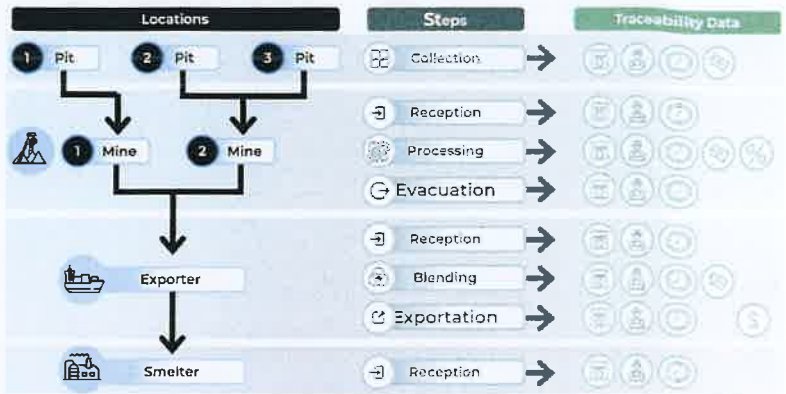 Locations
Steps
Traceability Data
1 Pit
2 Pit
3 Pit
Collection
Reception
1 Mine
2 Mine
Processing
%
Evacuation
Reception
Exporter
Blending
Exportation
$
Smelter
Reception